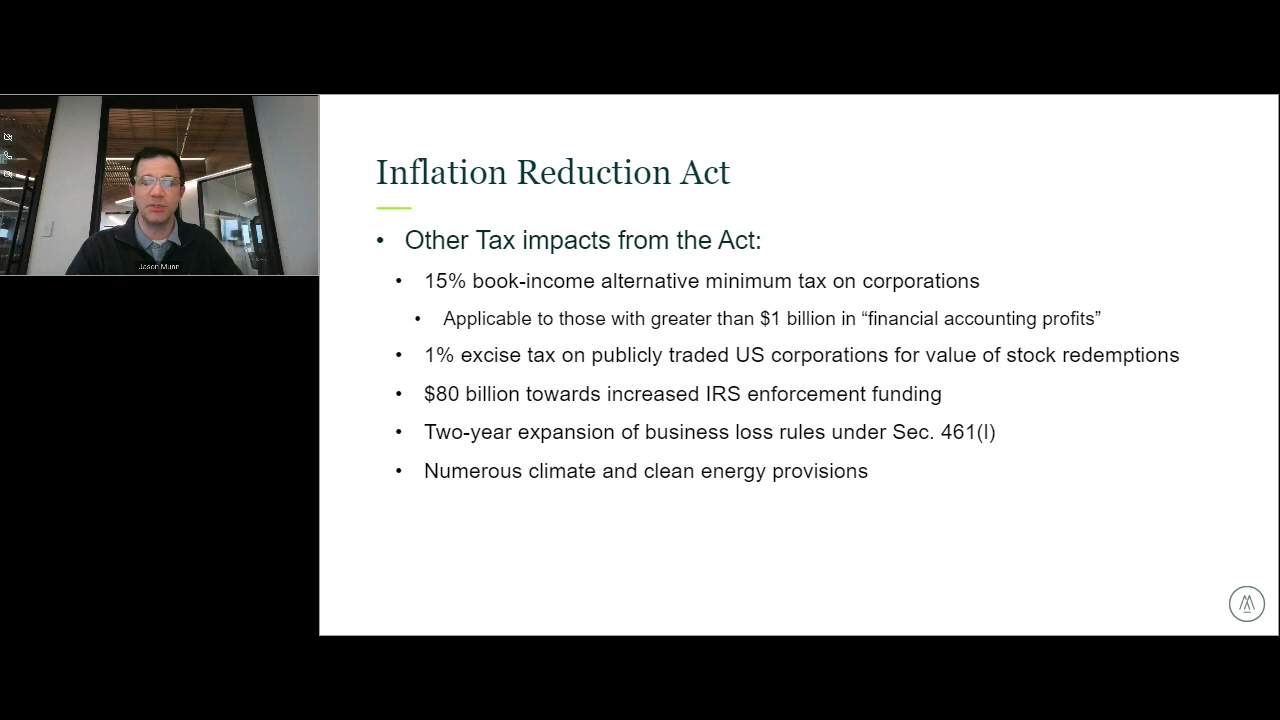 Jason Munn
Inflation Reduction Act
• Other Tax impacts from the Act:
• 15% book-income alternative minimum tax on corporations
• Applicable to those with greater than $1 billion in “financial accounting profits”
• 1% excise tax on publicly traded US corporations for value of stock redemptions
• $80 billion towards increased IRS enforcement funding
• Two-year expansion of business loss rules under Sec. 461(l)
• Numerous climate and clean energy provisions